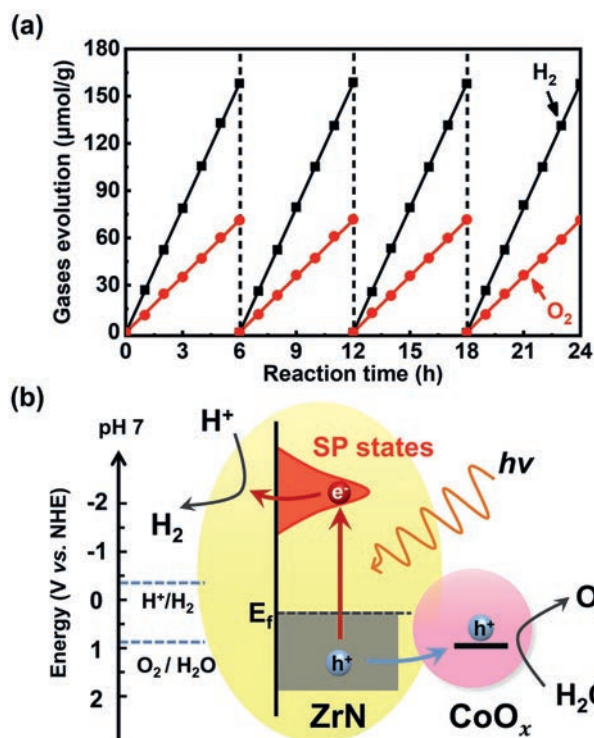 (a)
180
150
120
90
60
30
0
Gases evolution (μmol/g)
H₂
O₂
0 3 6 9 12 15 18 21 24
Reaction time (h)
(b)
pH 7
H⁺
SP states
hν
e⁻
H₂
-2
-1
0
1
2
Energy (V vs. NHE)
H⁺/H₂
O₂ / H₂O
E_f
h⁺
h⁺
O
H₂O
ZrN
CoOₓ